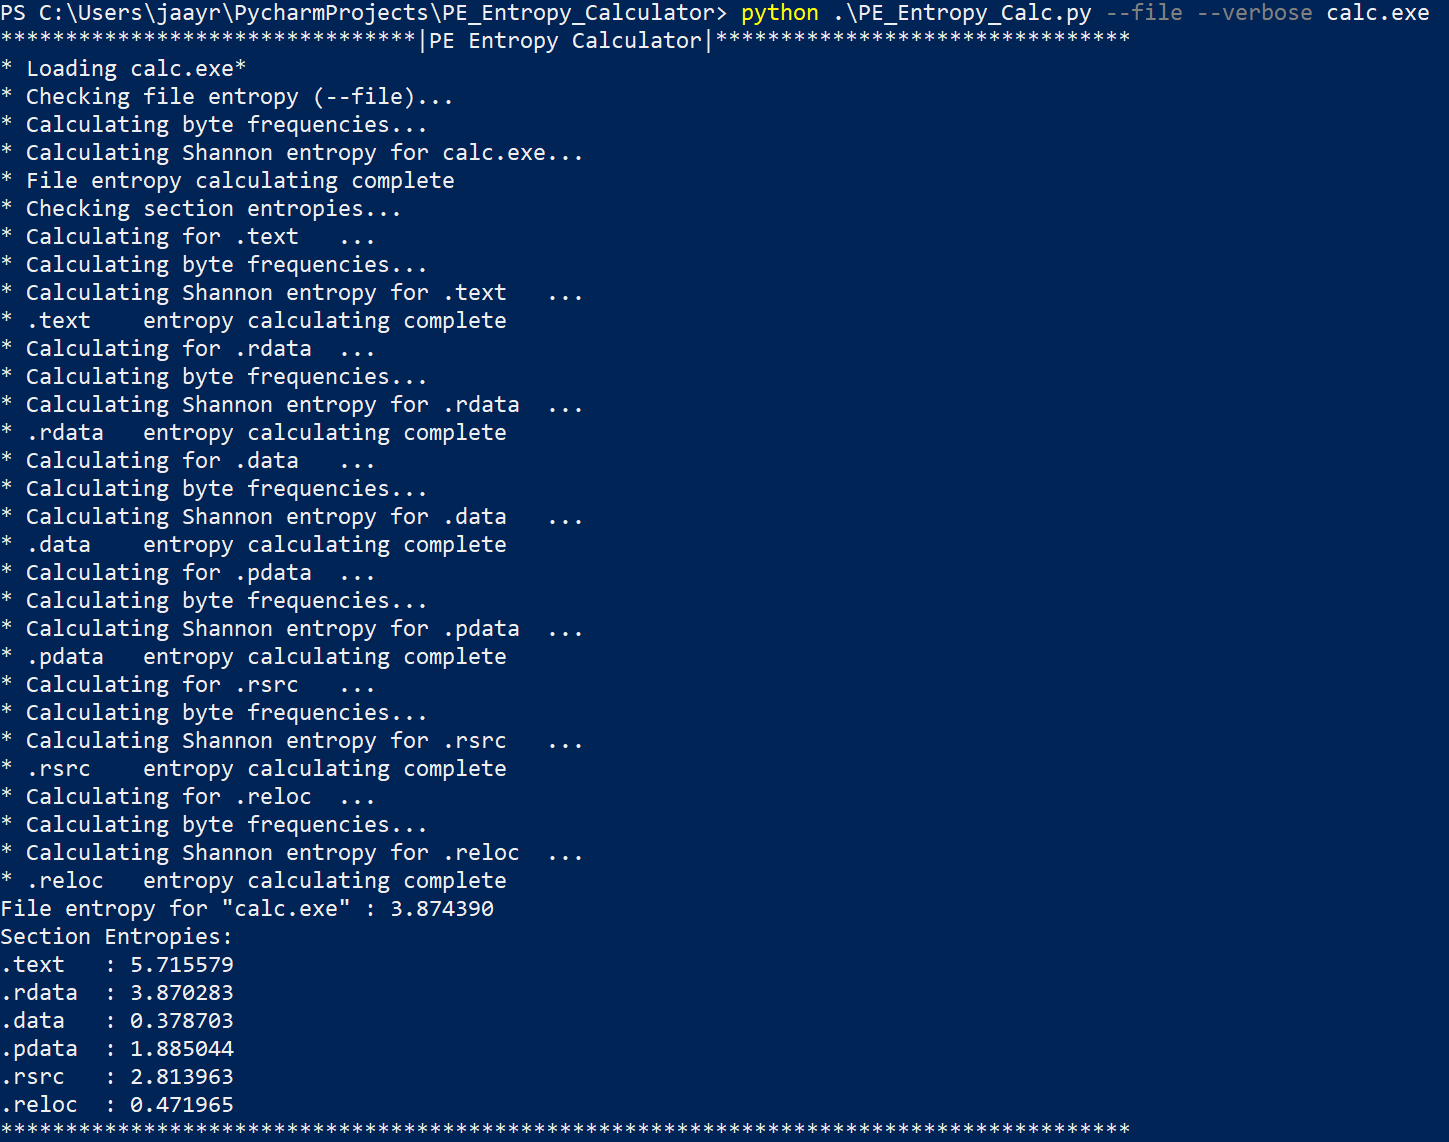 PS C:\Users\jaayr\PycharmProjects\PE_Entropy_Calculator> python .\PE_Entropy_Calc.py --file --verbose calc.exe
********************************|PE Entropy Calculator|********************************
* Loading calc.exe*
* Checking file entropy (--file)...
* Calculating byte frequencies...
* Calculating Shannon entropy for calc.exe...
* File entropy calculating complete
* Checking section entropies...
* Calculating for .text   ...
* Calculating byte frequencies...
* Calculating Shannon entropy for .text   ...
* .text    entropy calculating complete
* Calculating for .rdata  ...
* Calculating byte frequencies...
* Calculating Shannon entropy for .rdata  ...
* .rdata   entropy calculating complete
* Calculating for .data   ...
* Calculating byte frequencies...
* Calculating Shannon entropy for .data   ...
* .data    entropy calculating complete
* Calculating for .pdata  ...
* Calculating byte frequencies...
* Calculating Shannon entropy for .pdata  ...
* .pdata   entropy calculating complete
* Calculating for .rsrc   ...
* Calculating byte frequencies...
* Calculating Shannon entropy for .rsrc   ...
* .rsrc    entropy calculating complete
* Calculating for .reloc  ...
* Calculating byte frequencies...
* Calculating Shannon entropy for .reloc  ...
* .reloc   entropy calculating complete
File entropy for "calc.exe" : 3.874390
Section Entropies:
.text   : 5.715579
.rdata  : 3.870283
.data   : 0.378703
.pdata  : 1.885044
.rsrc   : 2.813963
.reloc  : 0.471965
***************************************************************************************